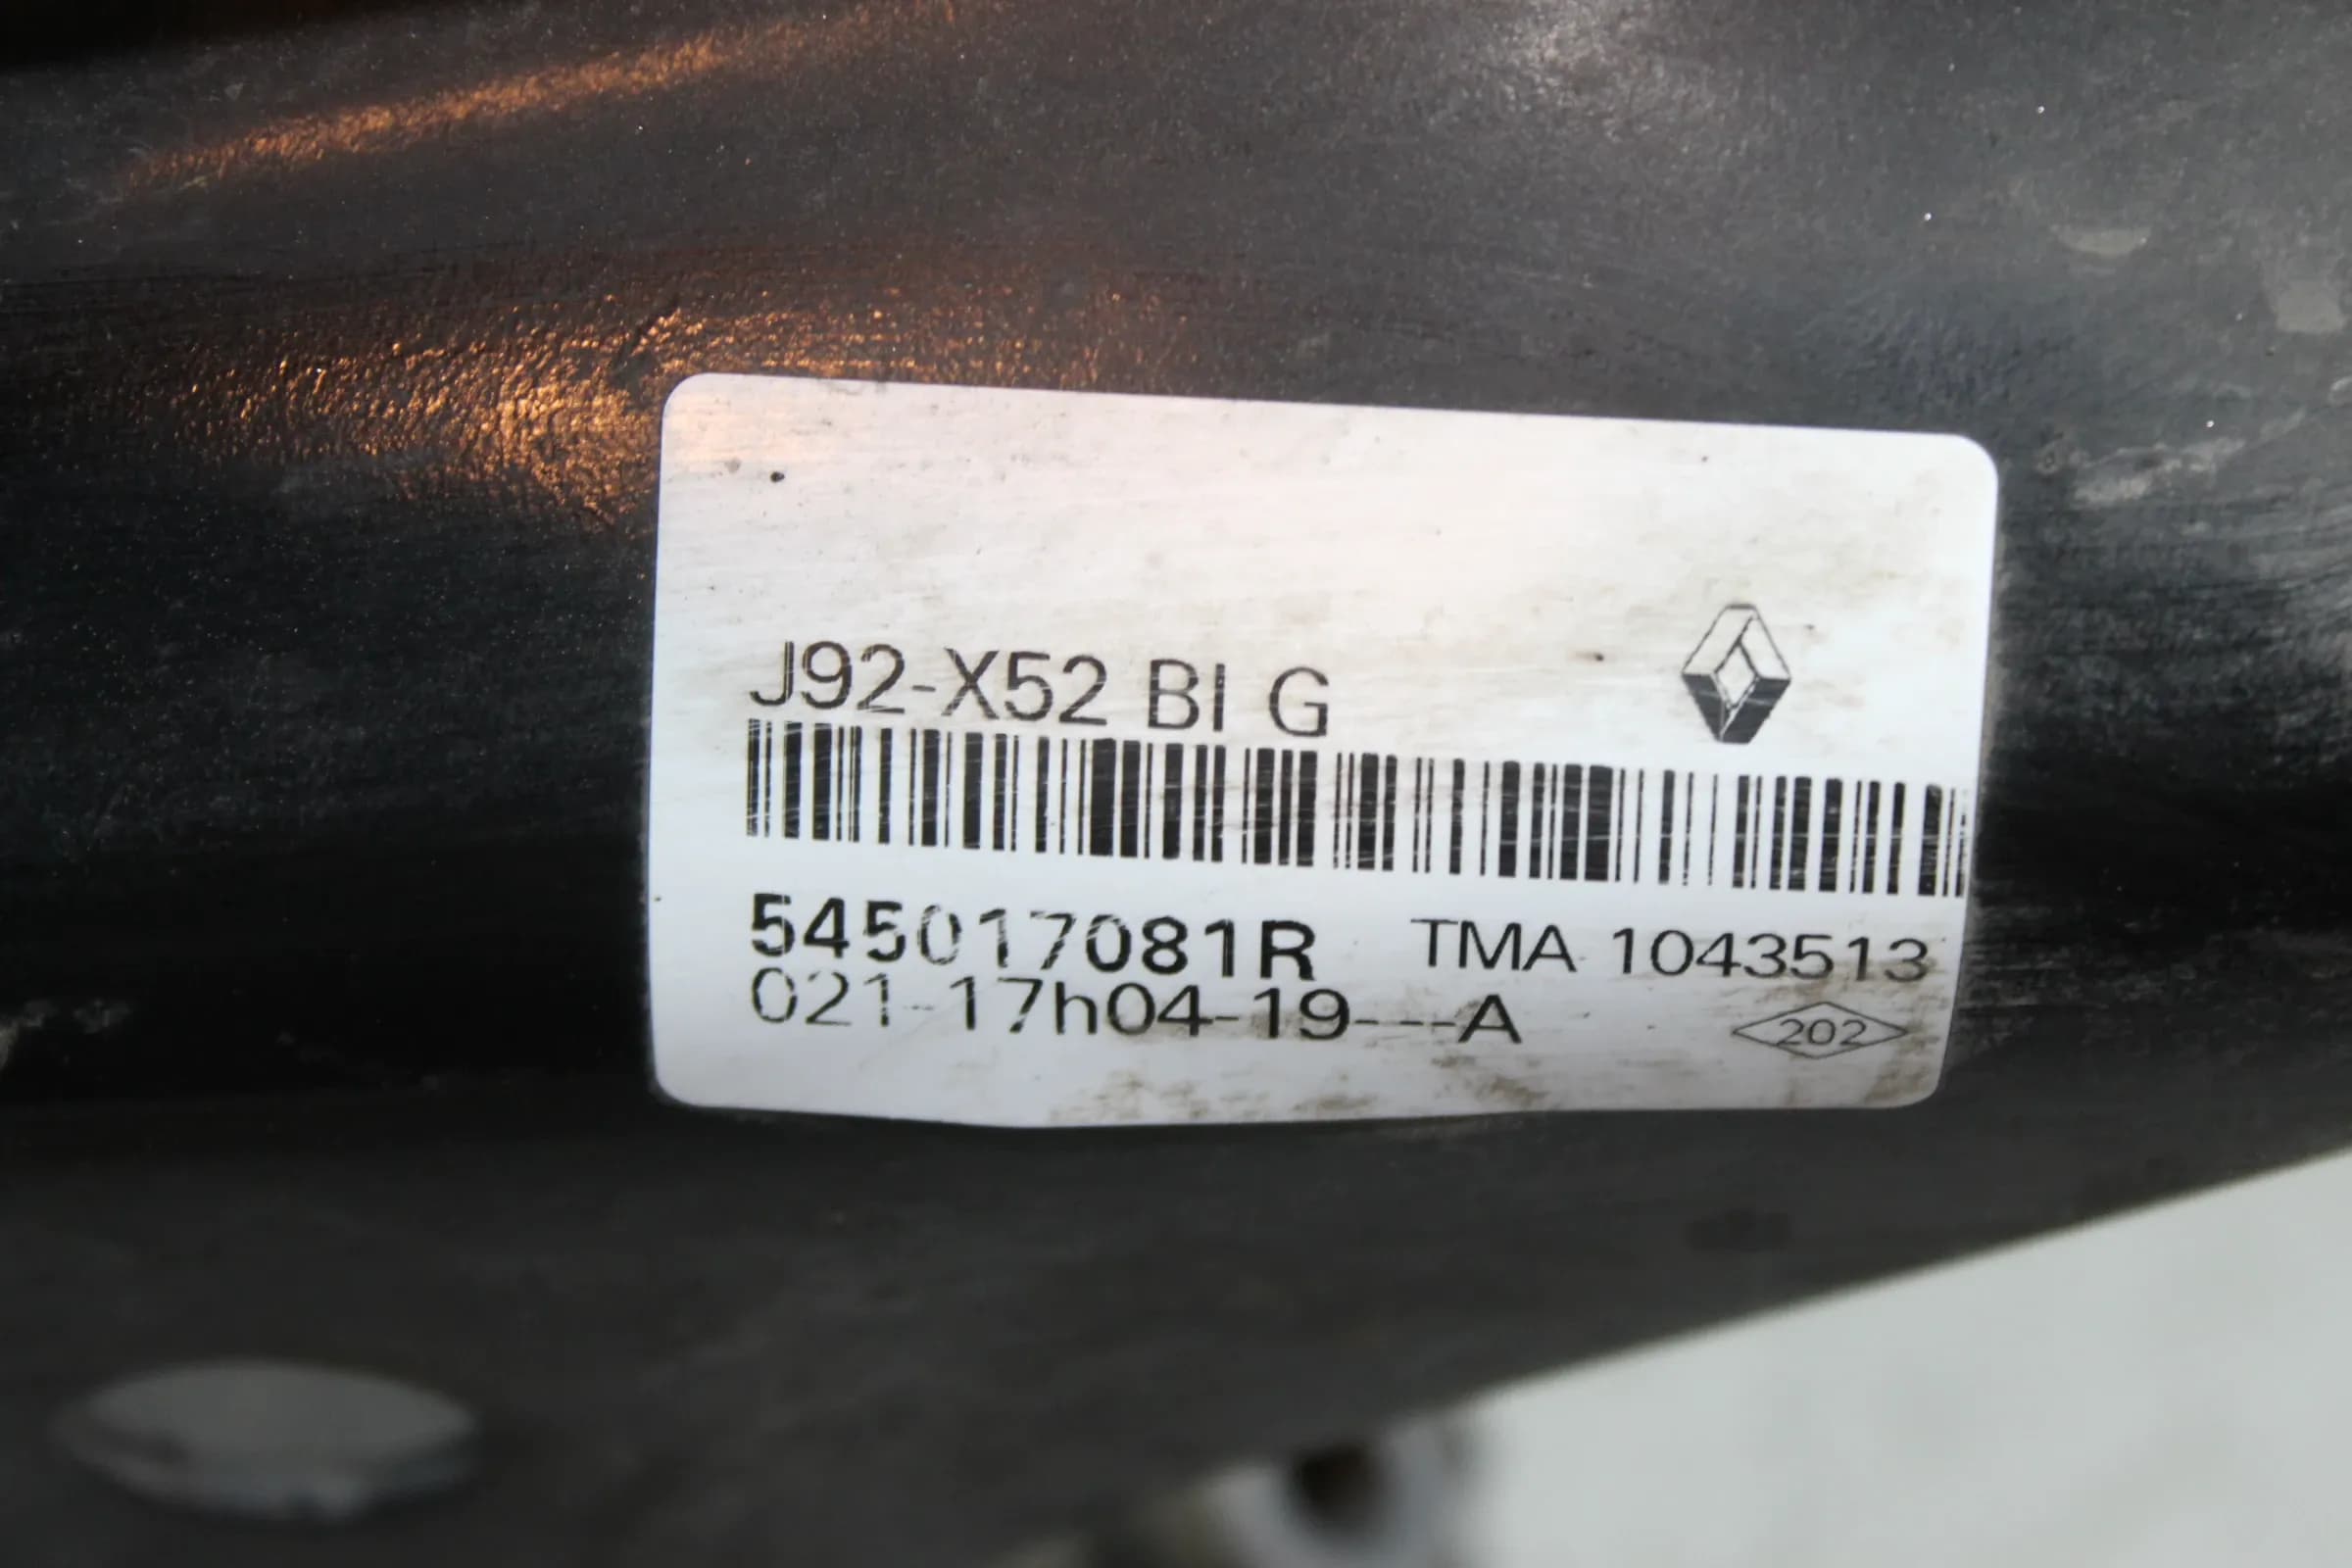 J92-X52 BI G
545017081R TMA 1043513
021-17h04-19---A 202